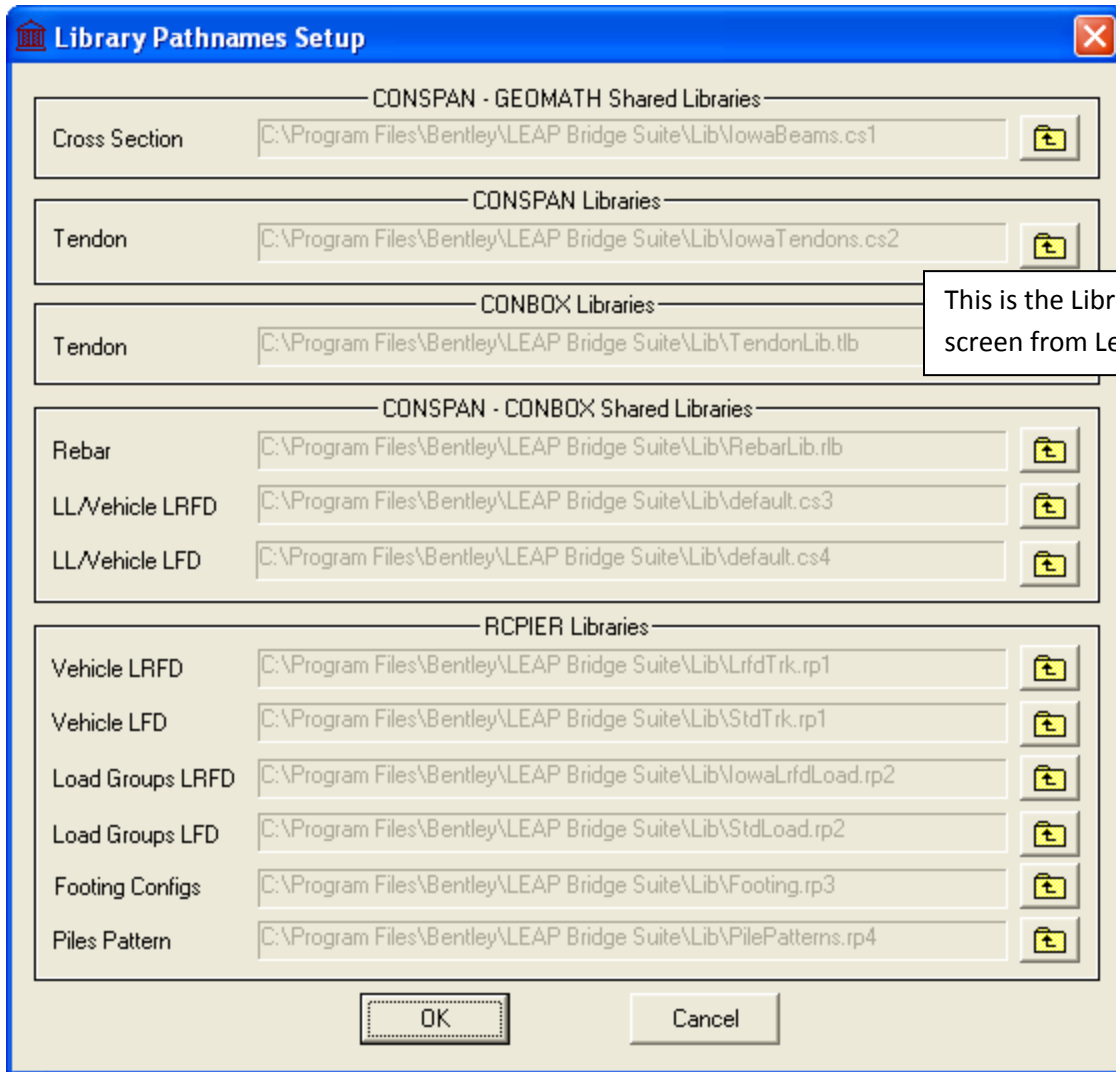 Library Pathnames Setup
CONSPAN - GEOMATH Shared Libraries
Cross Section C:\Program Files\Bentley\LEAP Bridge Suite\Lib\IowaBeams.cs1
CONSPAN Libraries
Tendon C:\Program Files\Bentley\LEAP Bridge Suite\Lib\IowaTendons.cs2
CONBOX Libraries
Tendon C:\Program Files\Bentley\LEAP Bridge Suite\Lib\TendonLib.tlb
This is the Libr
screen from Le
CONSPAN - CONBOX Shared Libraries
Rebar C:\Program Files\Bentley\LEAP Bridge Suite\Lib\RebarLib.rlb
LL/Vehicle LRFD C:\Program Files\Bentley\LEAP Bridge Suite\Lib\default.cs3
LL/Vehicle LFD C:\Program Files\Bentley\LEAP Bridge Suite\Lib\default.cs4
RCPIER Libraries
Vehicle LRFD C:\Program Files\Bentley\LEAP Bridge Suite\Lib\LrfdTrk.rp1
Vehicle LFD C:\Program Files\Bentley\LEAP Bridge Suite\Lib\StdTrk.rp1
Load Groups LRFD C:\Program Files\Bentley\LEAP Bridge Suite\Lib\IowaLrfdLoad.rp2
Load Groups LFD C:\Program Files\Bentley\LEAP Bridge Suite\Lib\StdLoad.rp2
Footing Configs C:\Program Files\Bentley\LEAP Bridge Suite\Lib\Footing.rp3
Piles Pattern C:\Program Files\Bentley\LEAP Bridge Suite\Lib\PilePatterns.rp4
OK Cancel